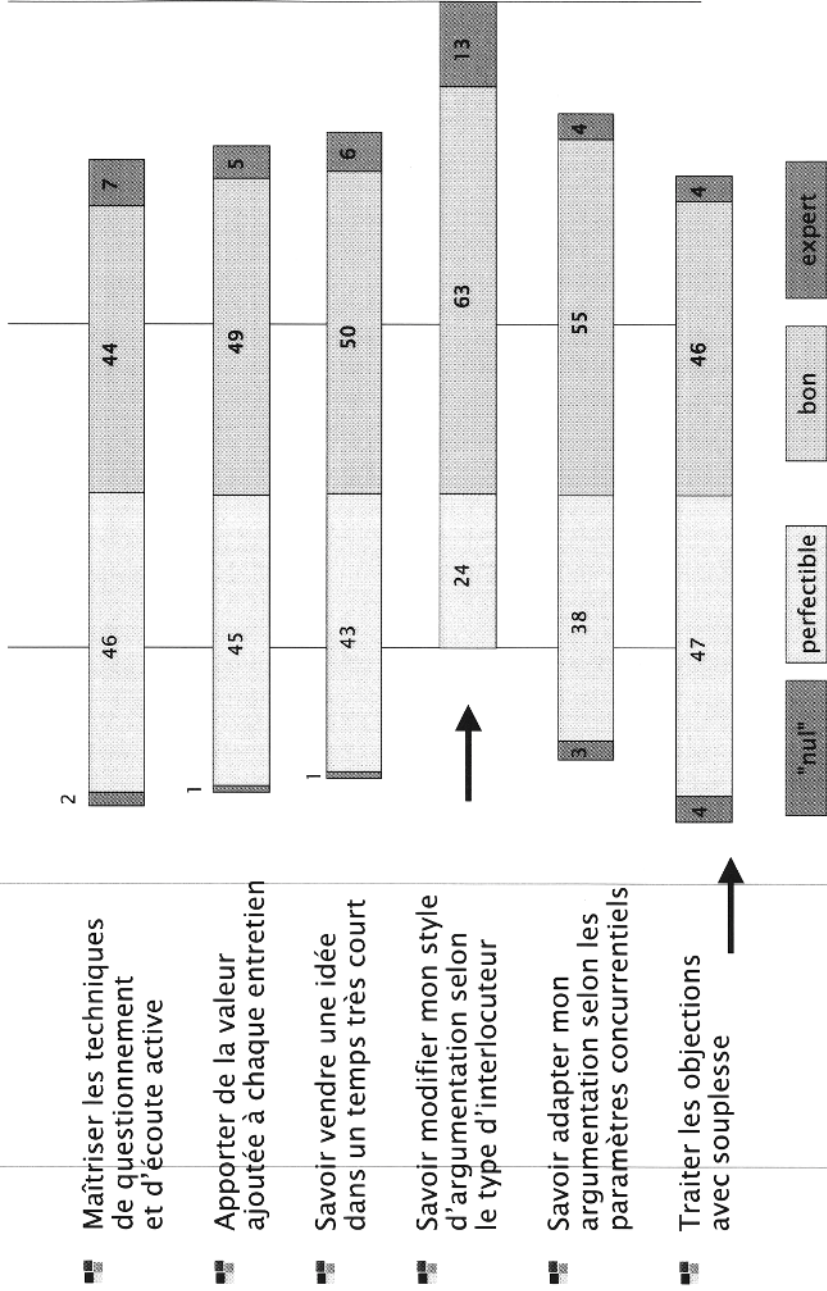 Maîtriser les techniques
de questionnement
et d'écoute active
2
46
44
7
Apporter de la valeur
ajoutée à chaque entretien
1
45
49
5
Savoir vendre une idée
dans un temps très court
1
43
50
6
Savoir modifier mon style
d'argumentation selon
le type d'interlocuteur
24
63
13
Savoir adapter mon
argumentation selon les
paramètres concurrentiels
3
38
55
4
Traiter les objections
avec souplesse
4
47
46
4
"nul"
perfectible
bon
expert